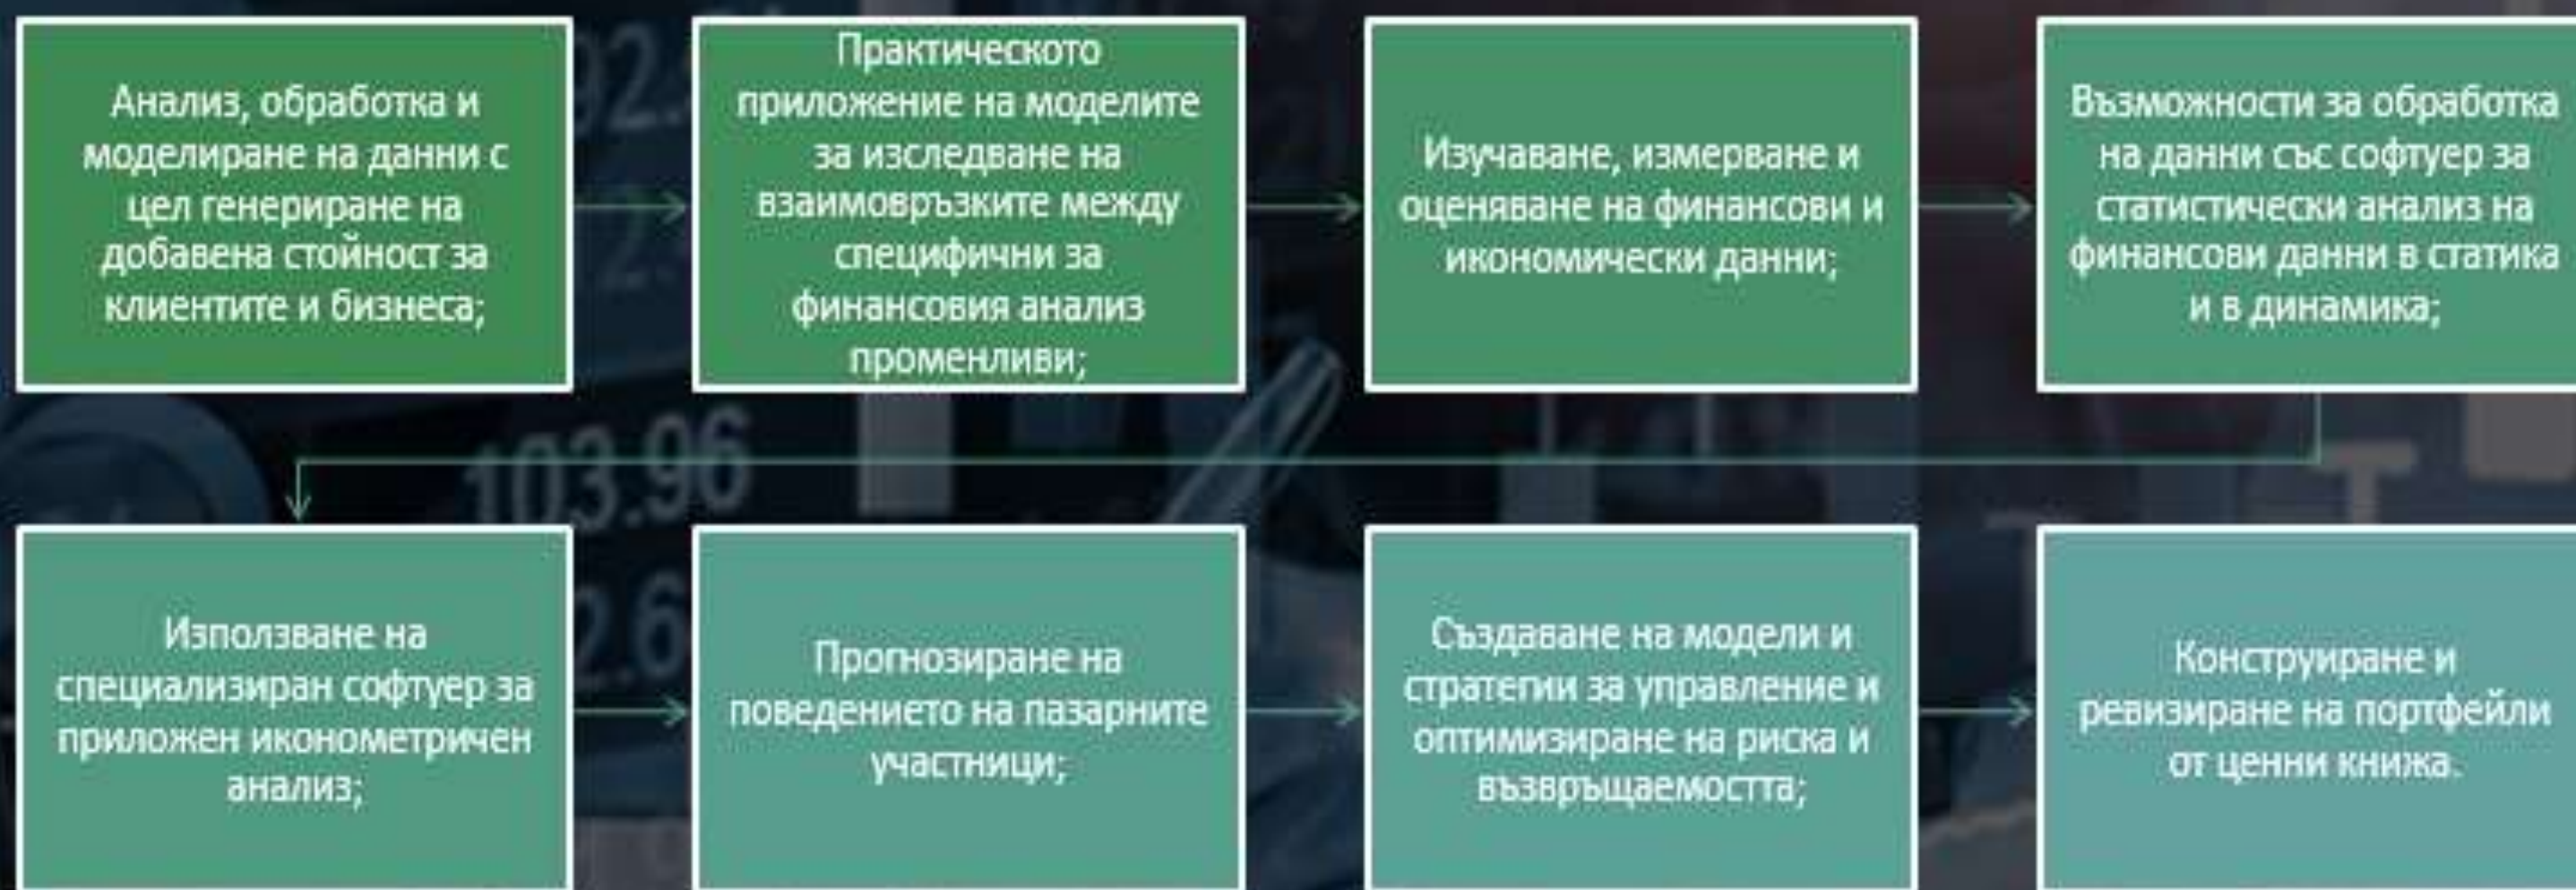 Анализ, обработка и
моделиране на данни с
цел генериране на
добавена стойност за
клиентите и бизнеса;
Практическото
приложение на моделите
за изследване на
взаимовръзките между
специфични за
финансовия анализ
променливи;
Изучаване, измерване и
оценяване на финансови и
икономически данни;
Възможности за обработка
на данни със софтуер за
статистически анализ на
финансови данни в статика
и в динамика;
103.96
Използване на
специализиран софтуер за
приложен иконометричен
анализ;
Прогнозиране на
поведението на пазарните
участници;
Създаване на модели и
стратегии за управление и
оптимизиране на риска и
възвръщаемостта;
Конструиране и
ревизиране на портфейли
от ценни книжа.